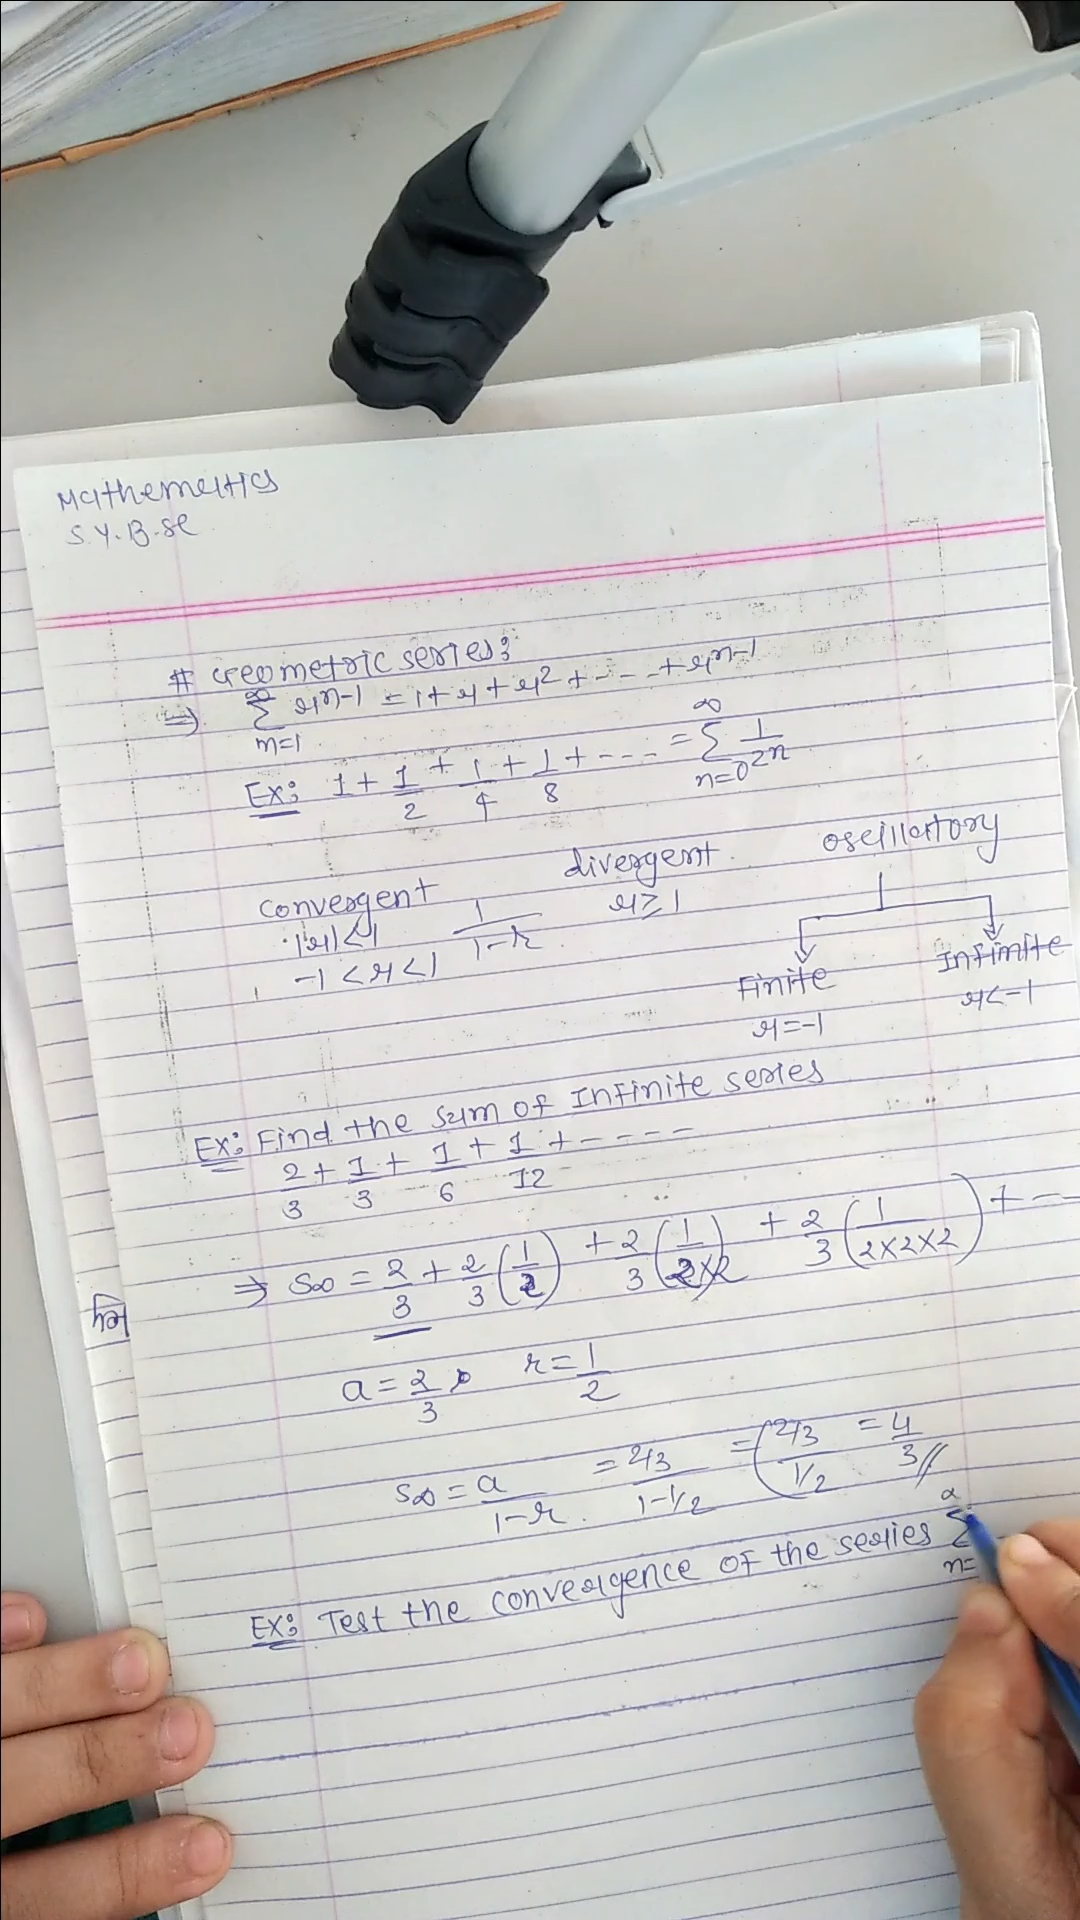 Mathematics
S.Y.B.sc
# Geometric series:
⇒ ∞ Σ n=1 r^n-1 = 1 + r + r² + - - - + r^n-1
Ex: 1 + 1/2 + 1/4 + 1/8 + - - - - = ∞ Σ n=0 1/2^n
convergent divergent oscillatory
|r|<1 1/1-r r≥1
-1<r<1 Finite Infinite
r=-1 r<-1
Ex: Find the sum of Infinite series
2/3 + 1/3 + 1/6 + 1/12 + - - - -
⇒ S∞ = 2/3 + 2/3 (1/2) + 2/3 (1/2×2) + 2/3 (1/2×2×2) + - -
a = 2/3, r = 1/2
S∞ = a/1-r = 2/3/1-1/2 = (2/3/1/2 = 4/3 //
Ex: Test the convergence of the series ∞ Σ n=